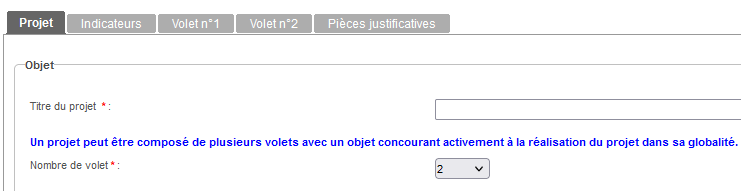 Projet Indicateurs Volet n°1 Volet n°2 Pièces justificatives
Objet
Titre du projet * :
Un projet peut être composé de plusieurs volets avec un objet concourant activement à la réalisation du projet dans sa globalité.
Nombre de volet * : 2